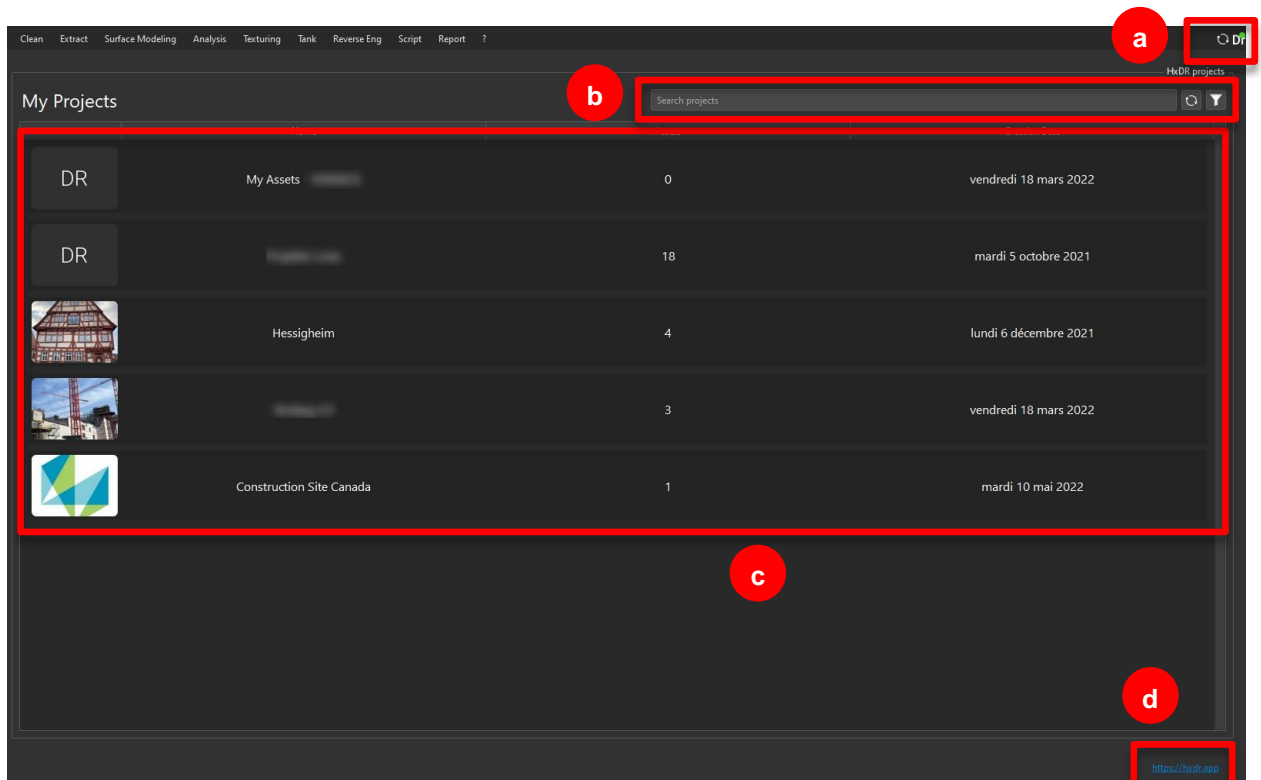 Clean Extract Surface Modeling Analysis Texturing Tank Reverse Eng Script Report ?
a
Dr
HxDR projects
My Projects
b
Search projects
DR My Assets 0 vendredi 18 mars 2022
DR 18 mardi 5 octobre 2021
Hessigheim 4 lundi 6 décembre 2021
3 vendredi 18 mars 2022
Construction Site Canada 1 mardi 10 mai 2022
c
d
https://hxdr.app